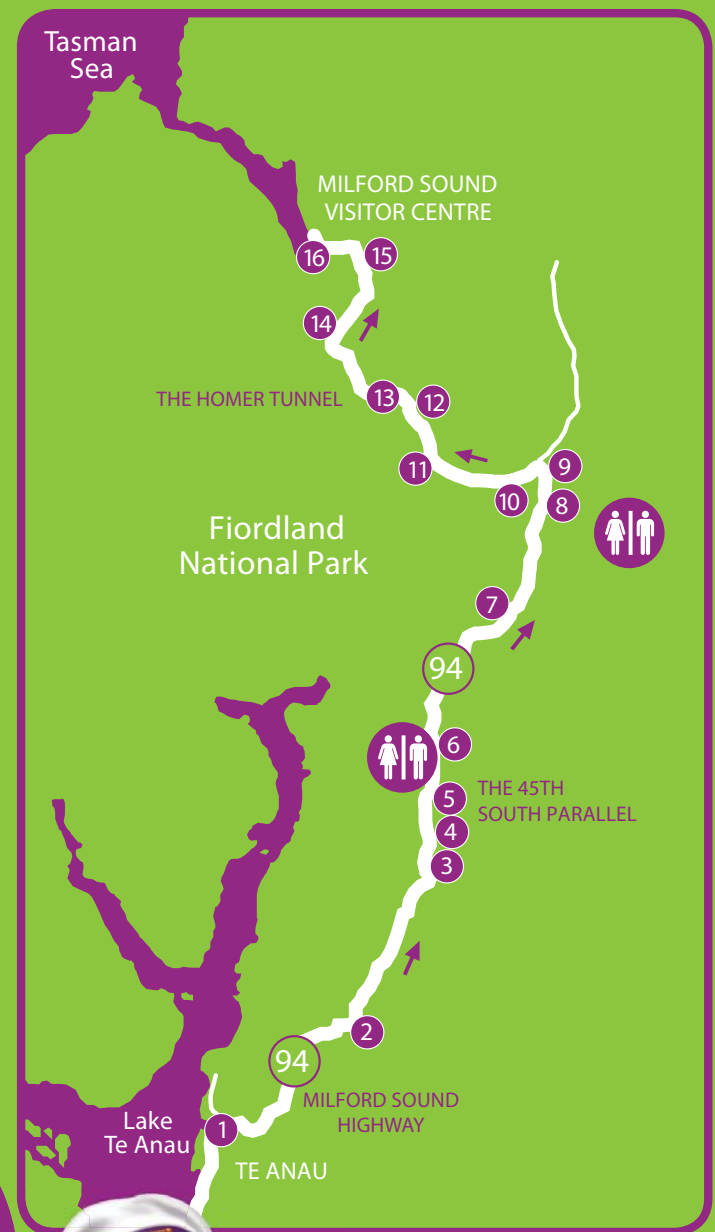 Tasman
Sea
MILFORD SOUND
VISITOR CENTRE
16
15
14
THE HOMER TUNNEL
13
12
11
9
10
8
Fiordland
National Park
7
94
6
5
THE 45TH
SOUTH PARALLEL
4
3
2
94
MILFORD SOUND
HIGHWAY
Lake
Te Anau
1
TE ANAU